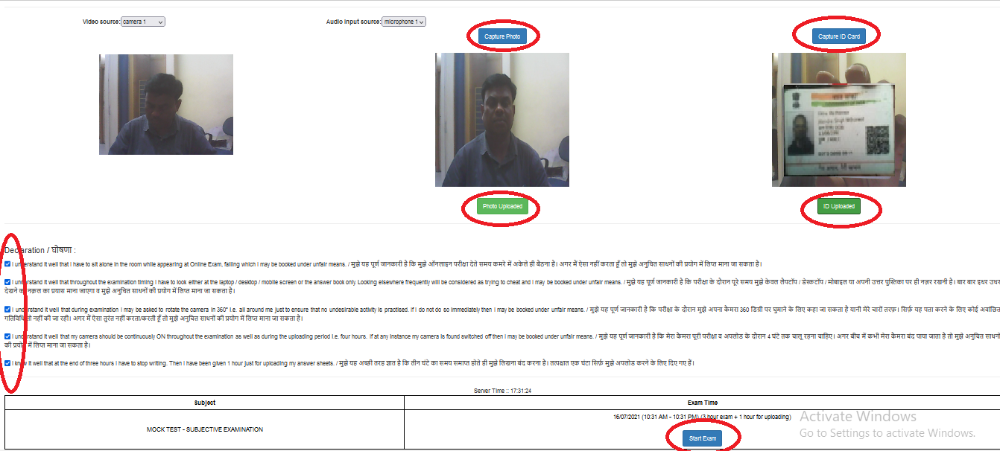 Video source: camera 1
Audio input source: microphone 1
Capture Photo
Capture ID Card
Photo Uploaded
ID Uploaded
Declaration / घोषणा :
I understand it well that I have to sit alone in the room while appearing at Online Exam, failing which I may be booked under unfair means. / मुझे यह पूर्ण जानकारी है कि मुझे ऑनलाइन परीक्षा देते समय कमरे में अकेले ही बैठना है। अगर मैं ऐसा नहीं करता हूँ तो मुझे अनुचित साधनों की प्रयोग में लिप्त माना जा सकता है।
I understand it well that throughout the examination timing I have to look either at the laptop / desktop / mobile screen or the answer book only. Looking elsewhere frequently will be considered as trying to cheat and I may be booked under unfair means. / मुझे यह पूर्ण जानकारी है कि परीक्षा के दौरान पूरे समय मुझे केवल लैपटॉप / डेस्कटॉप / मोबाइल या अपनी उत्तर पुस्तिका पर ही नज़र रखनी है। बार बार इधर उधर
देखने को नकल का प्रयास माना जाएगा व मुझे अनुचित साधनों की प्रयोग में लिप्त माना जा सकता है।
I understand it well that during examination I may be asked to rotate the camera in 360° i.e. all around me just to ensure that no undesirable activity is practised. If I do not do so immediately then I may be booked under unfair means. / मुझे यह पूर्ण जानकारी है कि परीक्षा के दौरान मुझे अपना कैमरा 360 डिग्री पर घुमाने के लिए कहा जा सकता है यानी मेरे चारों तरफ़। सिर्फ़ यह पता करने के लिए कोई अवांछित
गतिविधि तो नहीं की जा रही। अगर मैं ऐसा तुरंत नहीं करता/करती हूँ तो मुझे अनुचित साधनों की प्रयोग में लिप्त माना जा सकता है।
I understand it well that my camera should be continuously ON throughout the examination as well as during the uploading period i.e. four hours. If at any instance my camera is found switched off then I may be booked under unfair means. / मुझे यह पूर्ण जानकारी है कि मेरा कैमरा पूरी परीक्षा व अपलोड के दौरान 4 घंटे तक चालू रहना चाहिए। अगर बीच में कभी मेरा कैमरा बंद पाया जाता है तो मुझे अनुचित साधनों
की प्रयोग में लिप्त माना जा सकता है।
I know it well that at the end of three hours I have to stop writing. Then I have been given 1 hour just for uploading my answer sheets. / मुझे यह अच्छी तरह ज्ञात है कि तीन घंटे का समय समाप्त होते ही मुझे लिखना बंद करना है। तत्पश्चात एक घंटा सिर्फ़ मुझे अपलोड करने के लिए दिए गए हैं।
Server Time :: 17:31:24
Subject
Exam Time
MOCK TEST - SUBJECTIVE EXAMINATION
16/07/2021 (10:31 AM - 10:31 PM) (3 hour exam + 1 hour for uploading)
Start Exam
Activate Windows
Go to Settings to activate Windows.